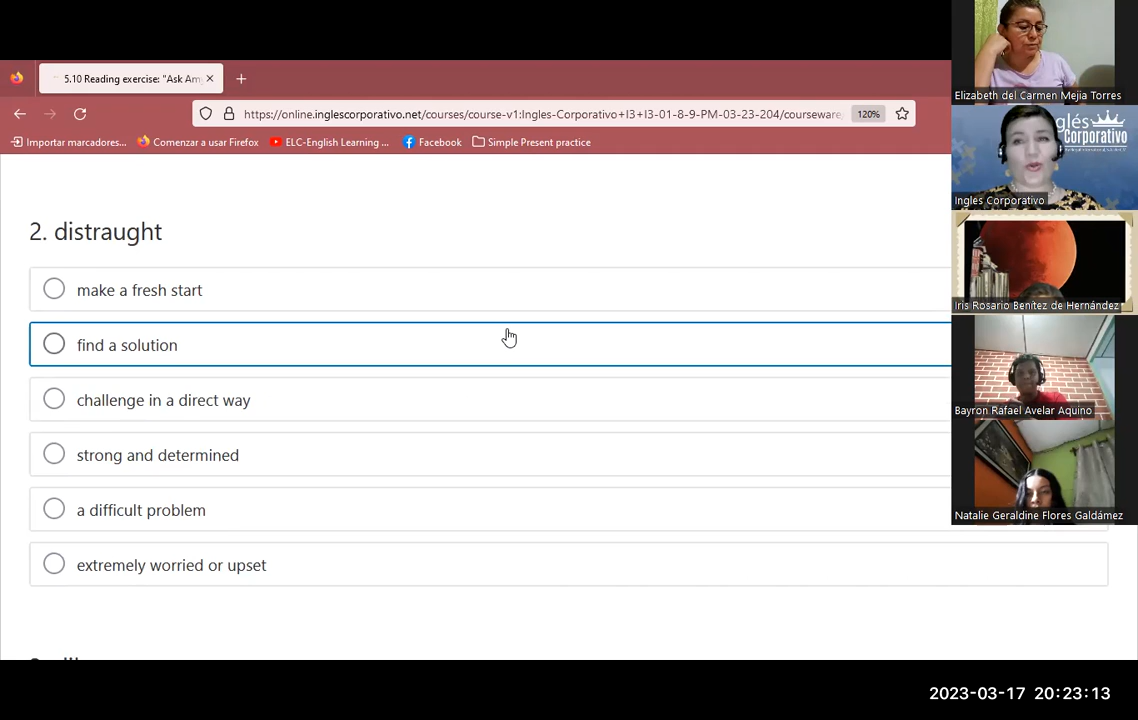 5.10 Reading exercise: "Ask Am
https://online.inglescorporativo.net/courses/course-v1:Ingles-Corporativo+I3+I3-01-8-9-PM-03-23-204/courseware/
120%
Importar marcadores...
Comenzar a usar Firefox
ELC-English Learning ...
Facebook
Simple Present practice
2. distraught
make a fresh start
find a solution
challenge in a direct way
strong and determined
a difficult problem
extremely worried or upset
Elizabeth del Carmen Mejia Torres
glés
Corporativo
Ingles Corporativo
Iris Rosario Benítez de Hernández
Bayron Rafael Avelar Aquino
Natalie Geraldine Flores Galdámez
2023-03-17 20:23:13